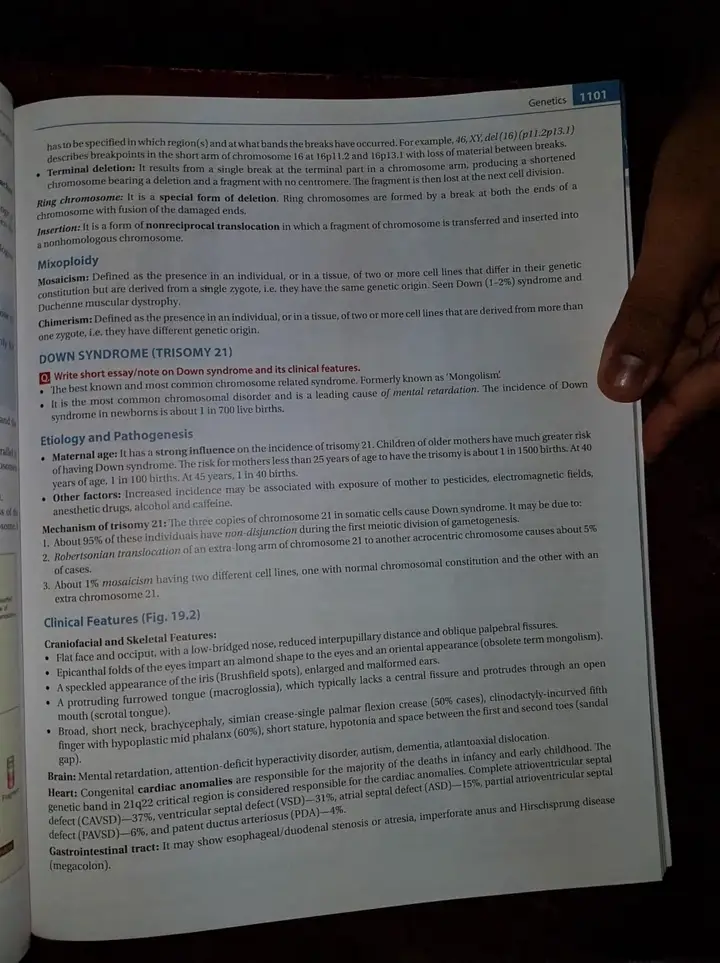 Genetics 1101
has to be specified in which region(s) and at what bands the breaks have occurred. For example, 46, XY, del (16) (p11.2p13.1)
describes breakpoints in the short arm of chromosome 16 at 16p11.2 and 16p13.1 with loss of material between breaks.
• Terminal deletion: It results from a single break at the terminal part in a chromosome arm, producing a shortened
chromosome bearing a deletion and a fragment with no centromere. The fragment is then lost at the next cell division.
Ring chromosome: It is a special form of deletion. Ring chromosomes are formed by a break at both the ends of a
chromosome with fusion of the damaged ends.
Insertion: It is a form of nonreciprocal translocation in which a fragment of chromosome is transferred and inserted into
a nonhomologous chromosome.
Mixoploidy
Mosaicism: Defined as the presence in an individual, or in a tissue, of two or more cell lines that differ in their genetic
constitution but are derived from a single zygote, i.e. they have the same genetic origin. Seen Down (1–2%) syndrome and
Duchenne muscular dystrophy.
Chimerism: Defined as the presence in an individual, or in a tissue, of two or more cell lines that are derived from more than
one zygote, i.e. they have different genetic origin.
DOWN SYNDROME (TRISOMY 21)
Q. Write short essay/note on Down syndrome and its clinical features.
• The best known and most common chromosome related syndrome. Formerly known as 'Mongolism'.
• It is the most common chromosomal disorder and is a leading cause of mental retardation. The incidence of Down
syndrome in newborns is about 1 in 700 live births.
Etiology and Pathogenesis
• Maternal age: It has a strong influence on the incidence of trisomy 21. Children of older mothers have much greater risk
of having Down syndrome. The risk for mothers less than 25 years of age to have the trisomy is about 1 in 1500 births. At 40
years of age, 1 in 100 births. At 45 years, 1 in 40 births.
• Other factors: Increased incidence may be associated with exposure of mother to pesticides, electromagnetic fields,
anesthetic drugs, alcohol and caffeine.
Mechanism of trisomy 21: The three copies of chromosome 21 in somatic cells cause Down syndrome. It may be due to:
1. About 95% of these individuals have non-disjunction during the first meiotic division of gametogenesis.
2. Robertsonian translocation of an extra-long arm of chromosome 21 to another acrocentric chromosome causes about 5%
of cases.
3. About 1% mosaicism having two different cell lines, one with normal chromosomal constitution and the other with an
extra chromosome 21.
Clinical Features (Fig. 19.2)
Craniofacial and Skeletal Features:
• Flat face and occiput, with a low-bridged nose, reduced interpupillary distance and oblique palpebral fissures.
• Epicanthal folds of the eyes impart an almond shape to the eyes and an oriental appearance (obsolete term mongolism).
• A speckled appearance of the iris (Brushfield spots), enlarged and malformed ears.
• A protruding furrowed tongue (macroglossia), which typically lacks a central fissure and protrudes through an open
mouth (scrotal tongue).
• Broad, short neck, brachycephaly, simian crease-single palmar flexion crease (50% cases), clinodactyly-incurved fifth
finger with hypoplastic mid phalanx (60%), short stature, hypotonia and space between the first and second toes (sandal
gap).
Brain: Mental retardation, attention-deficit hyperactivity disorder, autism, dementia, atlantoaxial dislocation.
Heart: Congenital cardiac anomalies are responsible for the majority of the deaths in infancy and early childhood. The
genetic band in 21q22 critical region is considered responsible for the cardiac anomalies. Complete atrioventricular septal
defect (CAVSD)—37%, ventricular septal defect (VSD)—31%, atrial septal defect (ASD)—15%, partial atrioventricular septal
defect (PAVSD)—6%, and patent ductus arteriosus (PDA)—4%.
Gastrointestinal tract: It may show esophageal/duodenal stenosis or atresia, imperforate anus and Hirschsprung disease
(megacolon).